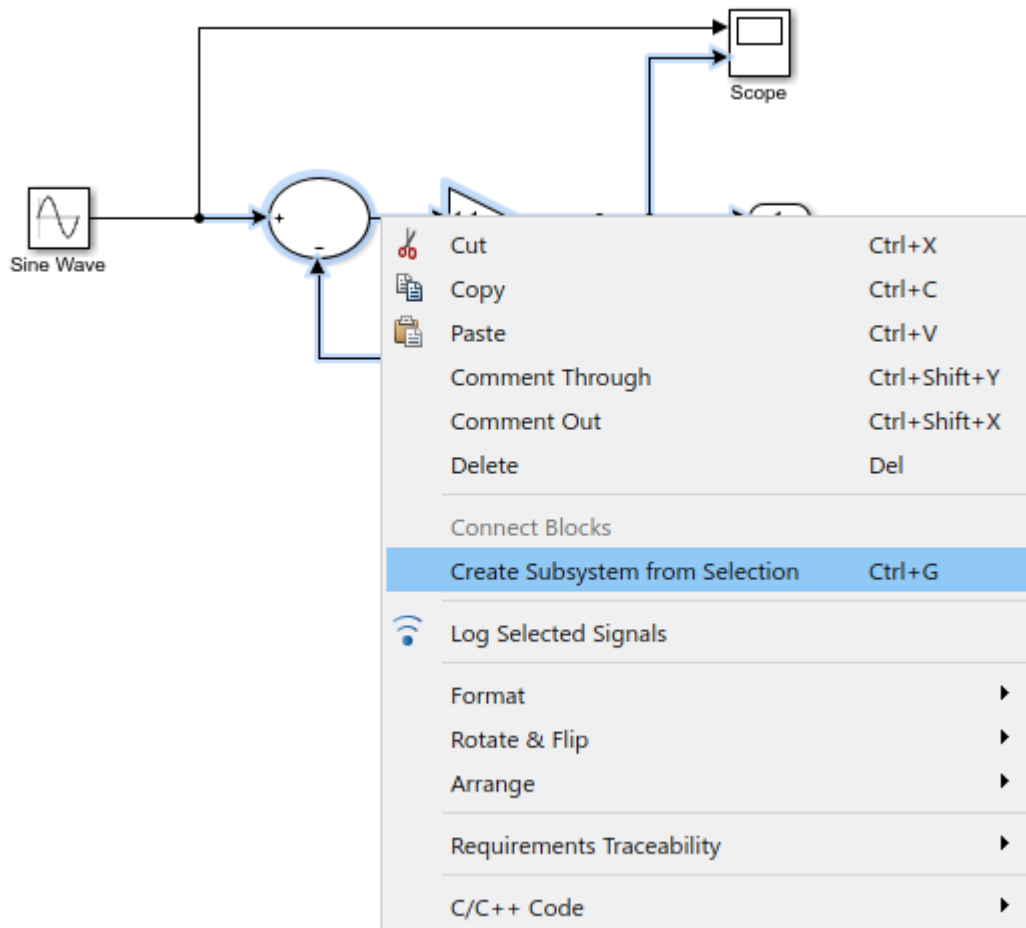 Scope
Sine Wave
+
−
Cut Ctrl+X
Copy Ctrl+C
Paste Ctrl+V
Comment Through Ctrl+Shift+Y
Comment Out Ctrl+Shift+X
Delete Del
Connect Blocks
Create Subsystem from Selection Ctrl+G
Log Selected Signals
Format
Rotate & Flip
Arrange
Requirements Traceability
C/C++ Code